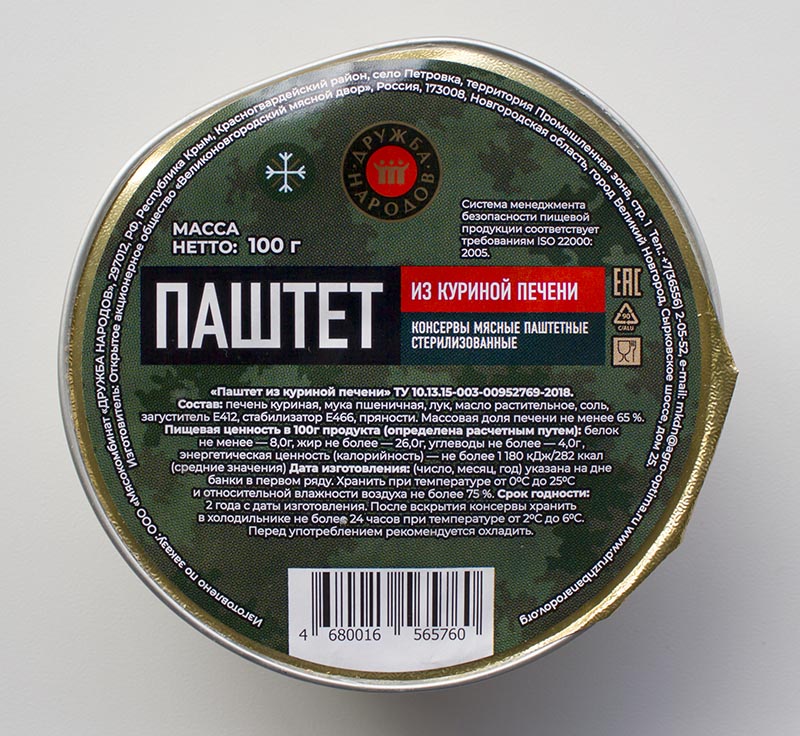 Изготовлено по заказу: ООО «Мясокомбинат «ДРУЖБА НАРОДОВ», 297012, РФ, Республика Крым, Красногвардейский район, село Петровка, территория Промышленная зона, стр. 1 Тел.: +7(36556) 2-05-52, e-mail: mkdn@agro-optima.ru www.druzhbanarodov.org
Изготовитель: Открытое акционерное общество «Великоновгородский мясной двор», Россия, 173008, Новгородская область, город Великий Новгород, Сырковское шоссе, дом 25.
ДРУЖБА
НАРОДОВ
МАССА
НЕТТО: 100 г
Система менеджмента
безопасности пищевой
продукции соответствует
требованиям ISO 22000:
2005.
ПАШТЕТ
ИЗ КУРИНОЙ ПЕЧЕНИ
КОНСЕРВЫ МЯСНЫЕ ПАШТЕТНЫЕ
СТЕРИЛИЗОВАННЫЕ
ЕАС
90
C/ALU
«Паштет из куриной печени» ТУ 10.13.15-003-00952769-2018.
Состав: печень куриная, мука пшеничная, лук, масло растительное, соль,
загуститель Е412, стабилизатор Е466, пряности. Массовая доля печени не менее 65 %.
Пищевая ценность в 100г продукта (определена расчетным путем): белок
не менее — 8,0г, жир не более — 26,0г, углеводы не более — 4,0г,
энергетическая ценность (калорийность) — не более 1 180 кДж/282 ккал
(средние значения) Дата изготовления: (число, месяц, год) указана на дне
банки в первом ряду. Хранить при температуре от 0°С до 25°С
и относительной влажности воздуха не более 75 %. Срок годности:
2 года с даты изготовления. После вскрытия консервы хранить
в холодильнике не более 24 часов при температуре от 2°С до 6°С.
Перед употреблением рекомендуется охладить.
4 680016 565760